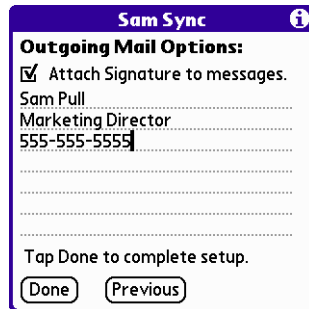 Sam Sync
Outgoing Mail Options:
Attach Signature to messages.
Sam Pull
Marketing Director
555-555-5555
Tap Done to complete setup.
Done Previous